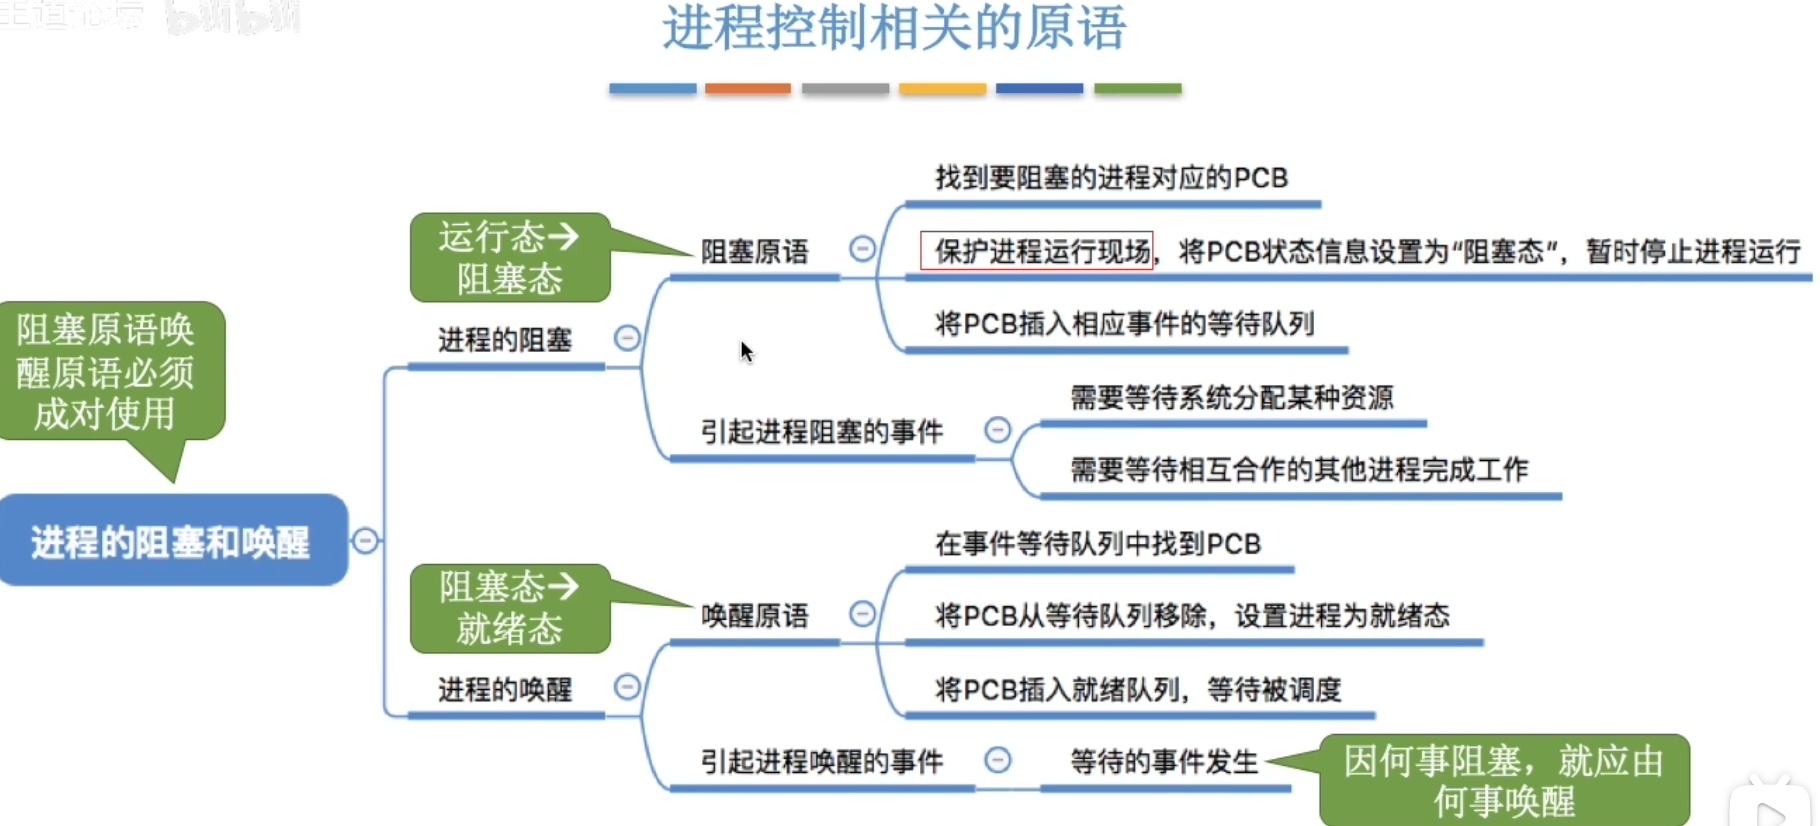 王道论坛 bilibili
进程控制相关的原语
找到要阻塞的进程对应的PCB
运行态→
阻塞态
阻塞原语
保护进程运行现场，将PCB状态信息设置为“阻塞态”，暂时停止进程运行
将PCB插入相应事件的等待队列
阻塞原语唤
醒原语必须
成对使用
进程的阻塞
需要等待系统分配某种资源
引起进程阻塞的事件
需要等待相互合作的其他进程完成工作
进程的阻塞和唤醒
在事件等待队列中找到PCB
阻塞态→
就绪态
唤醒原语
将PCB从等待队列移除，设置进程为就绪态
将PCB插入就绪队列，等待被调度
进程的唤醒
引起进程唤醒的事件
等待的事件发生
因何事阻塞，就应由
何事唤醒